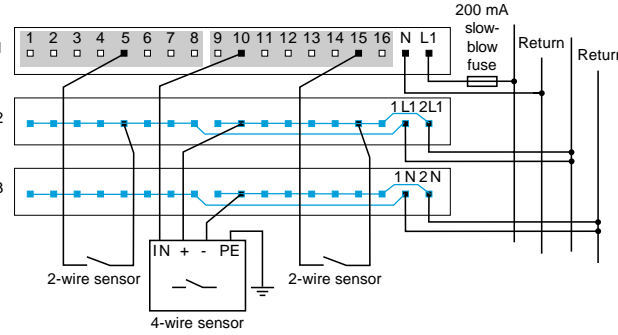 200 mA
slow-
blow
fuse
Return
Return
1 2 3 4 5 6 7 8 9 10 11 12 13 14 15 16 N L1
2
1 L1 2L1
3
1 N 2 N
IN + - PE
2-wire sensor
2-wire sensor
4-wire sensor